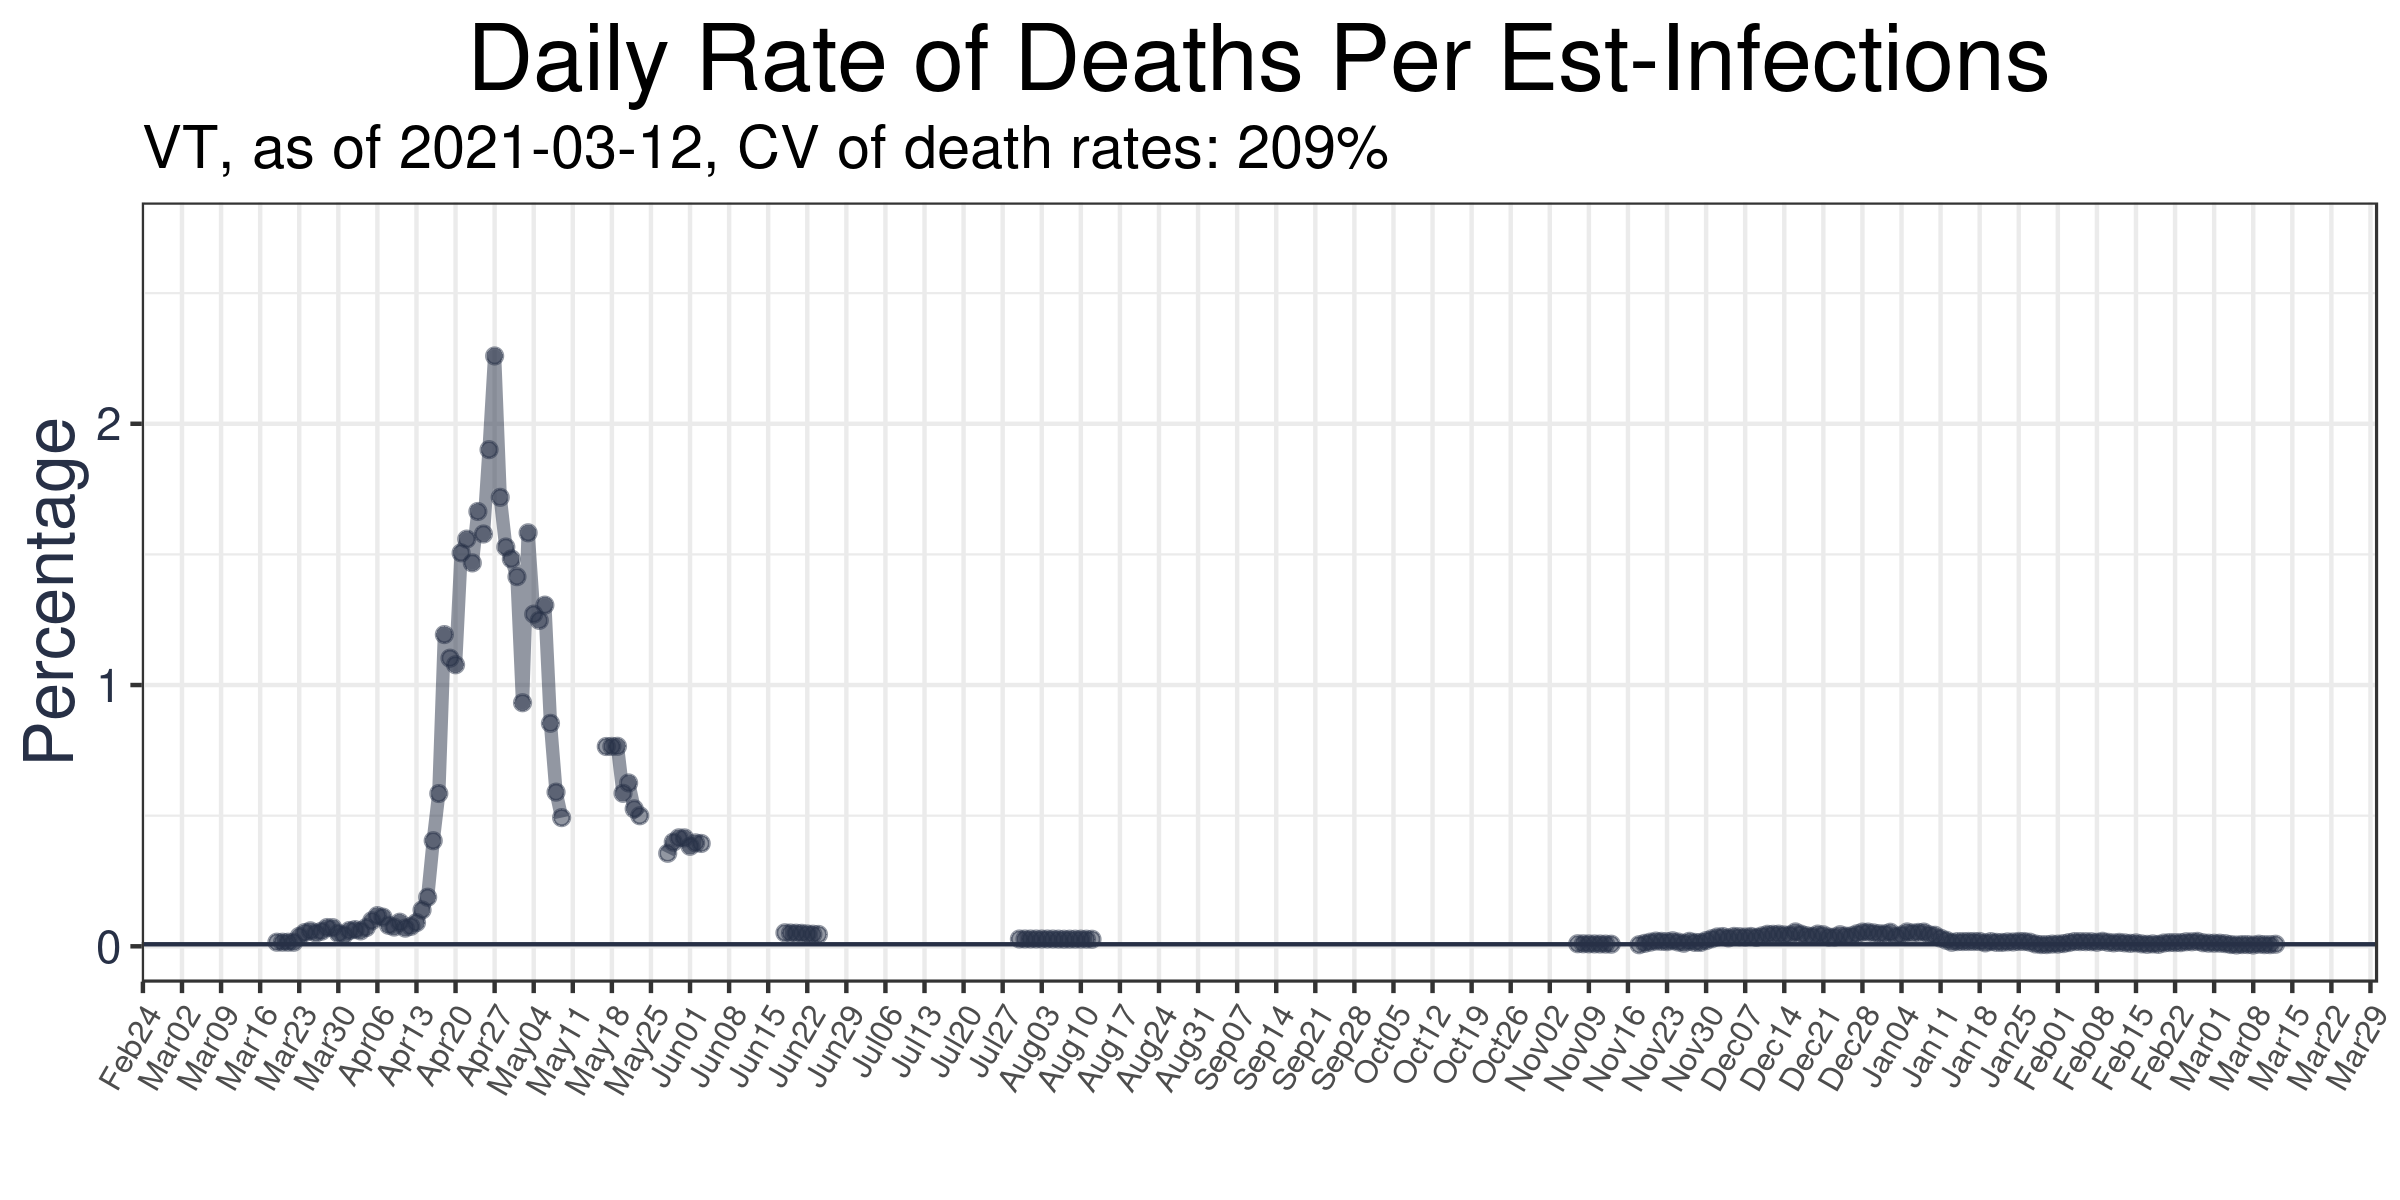 Daily Rate of Deaths Per Est-Infections
VT, as of 2021-03-12, CV of death rates: 209%
Percentage
2
1
0
Feb24 Mar02 Mar09 Mar16 Mar23 Mar30 Apr06 Apr13 Apr20 Apr27 May04 May11 May18 May25 Jun01 Jun08 Jun15 Jun22 Jun29 Jul06 Jul13 Jul20 Jul27 Aug03 Aug10 Aug17 Aug24 Aug31 Sep07 Sep14 Sep21 Sep28 Oct05 Oct12 Oct19 Oct26 Nov02 Nov09 Nov16 Nov23 Nov30 Dec07 Dec14 Dec21 Dec28 Jan04 Jan11 Jan18 Jan25 Feb01 Feb08 Feb15 Feb22 Mar01 Mar08 Mar15 Mar22 Mar29